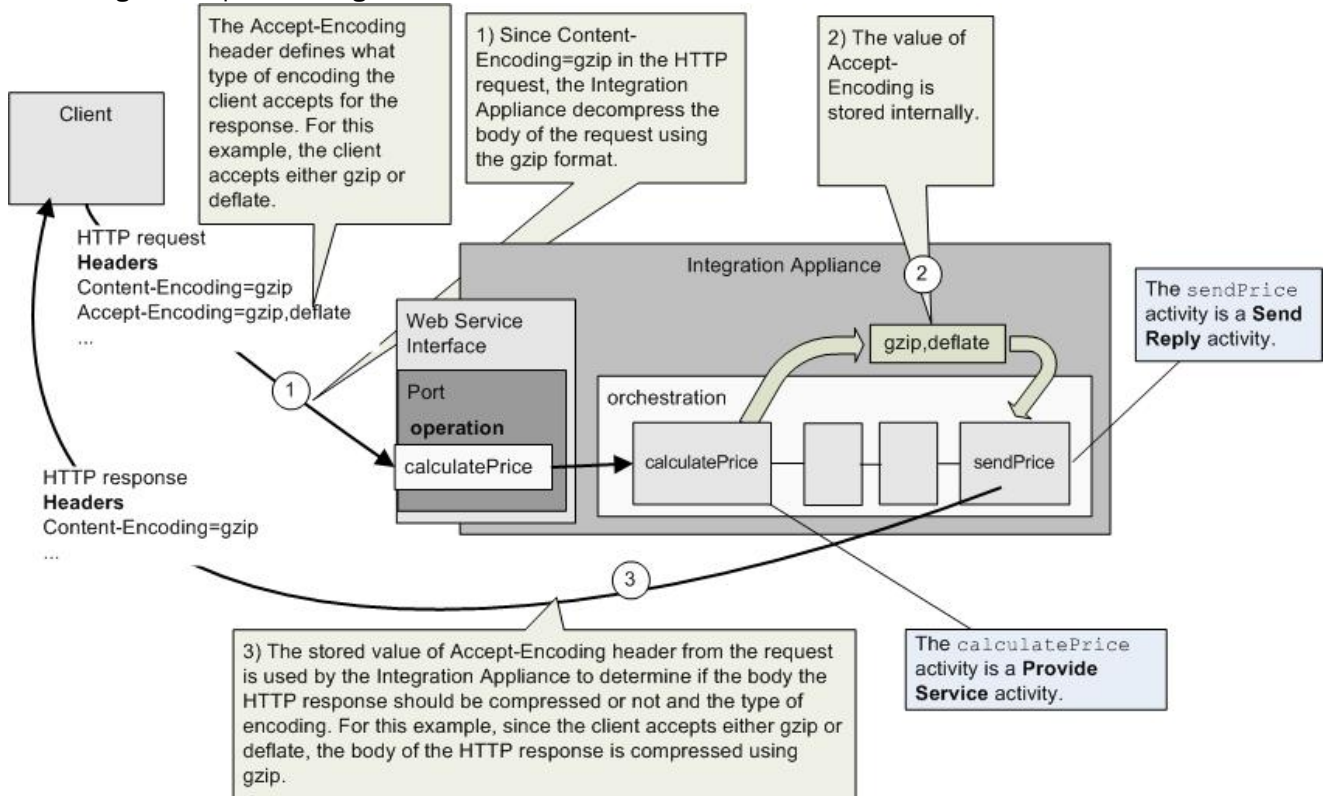 The Accept-Encoding
header defines what
type of encoding the
client accepts for the
response. For this
example, the client
accepts either gzip or
deflate.
1) Since Content-
Encoding=gzip in the HTTP
request, the Integration
Appliance decompress the
body of the request using
the gzip format.
2) The value of
Accept-
Encoding is
stored internally.
Client
HTTP request
Headers
Content-Encoding=gzip
Accept-Encoding=gzip,deflate
...
Integration Appliance
2
The sendPrice
activity is a Send
Reply activity.
Web Service
Interface
gzip,deflate
1
Port
operation
calculatePrice
orchestration
calculatePrice
sendPrice
HTTP response
Headers
Content-Encoding=gzip
...
3
3) The stored value of Accept-Encoding header from the request
is used by the Integration Appliance to determine if the body the
HTTP response should be compressed or not and the type of
encoding. For this example, since the client accepts either gzip or
deflate, the body of the HTTP response is compressed using
gzip.
The calculatePrice
activity is a Provide
Service activity.